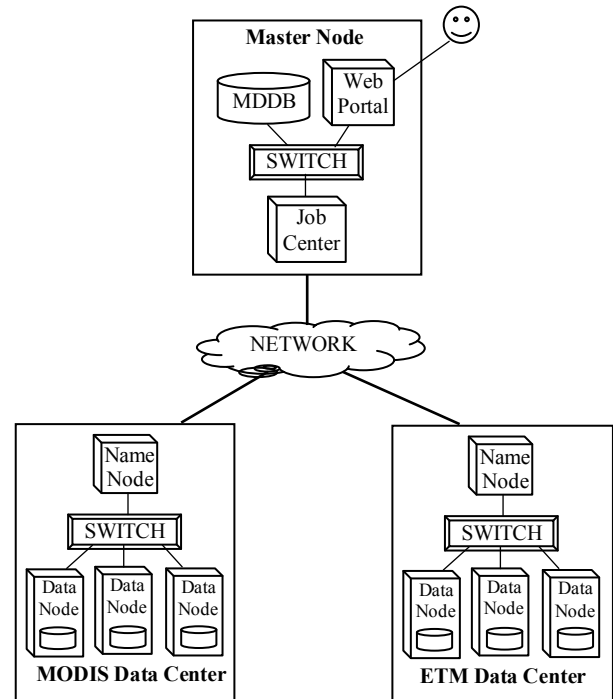 Master Node
MDDB
Web
Portal
SWITCH
Job
Center
NETWORK
Name
Node
SWITCH
Data
Node
Data
Node
Data
Node
MODIS Data Center
Name
Node
SWITCH
Data
Node
Data
Node
Data
Node
ETM Data Center